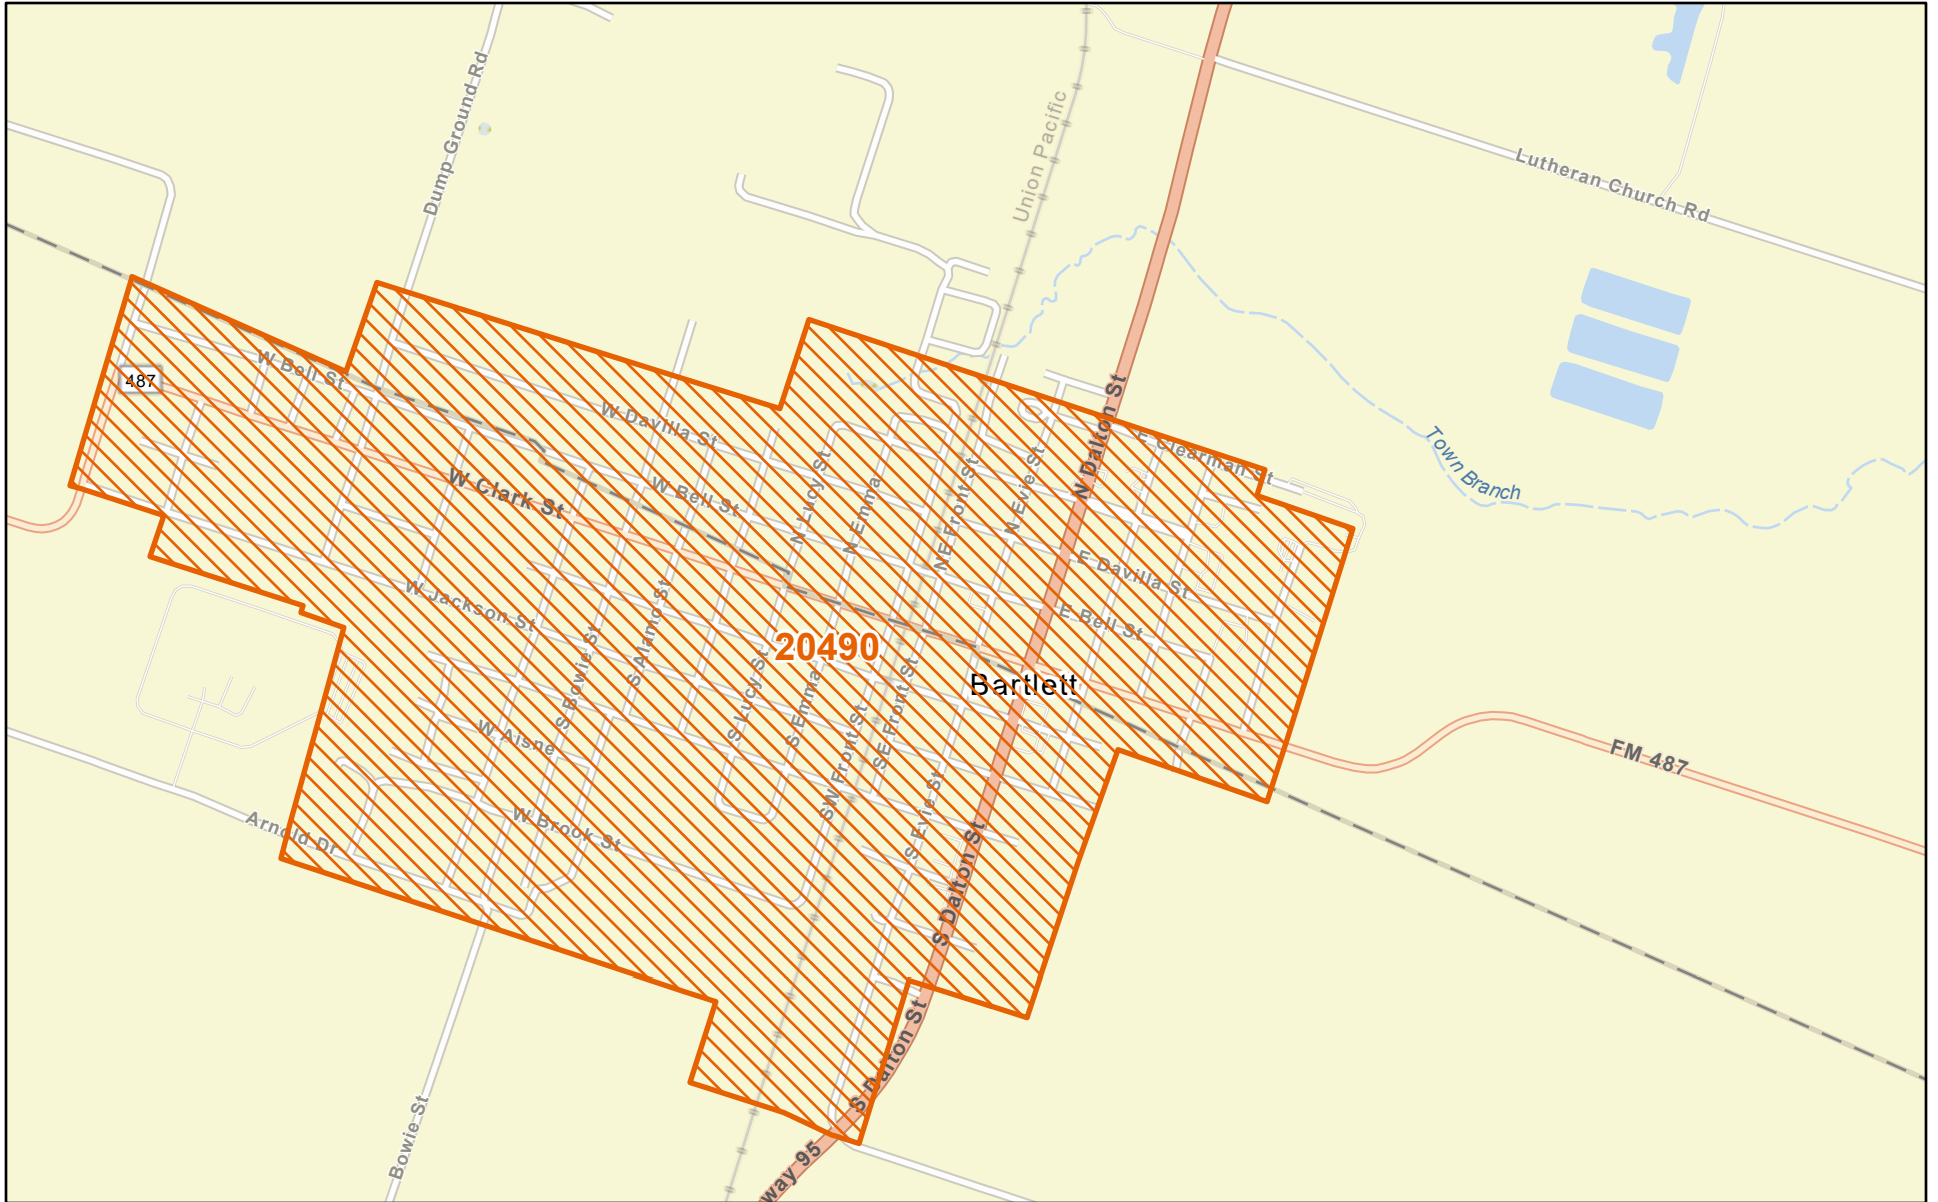 Dump Ground Rd
Union Pacific
Lutheran Church Rd
487
W Bell St
W Davilla St
N Dalton St
E Clearman St
Town Branch
W Clark St
W Bell St
N Lucy St
N Emma
NE Front St
N Evie St
E Davilla St
E Bell St
W Jackson St
S Bowie St
S Alamo St
20490
Bartlett
S Lucy St
S Emma
SW Front St
SE Front St
W Aisne
FM 487
Arnold Dr
W Brook St
S Evie St
S Dalton St
S Dalton St
Bowie St
way 95